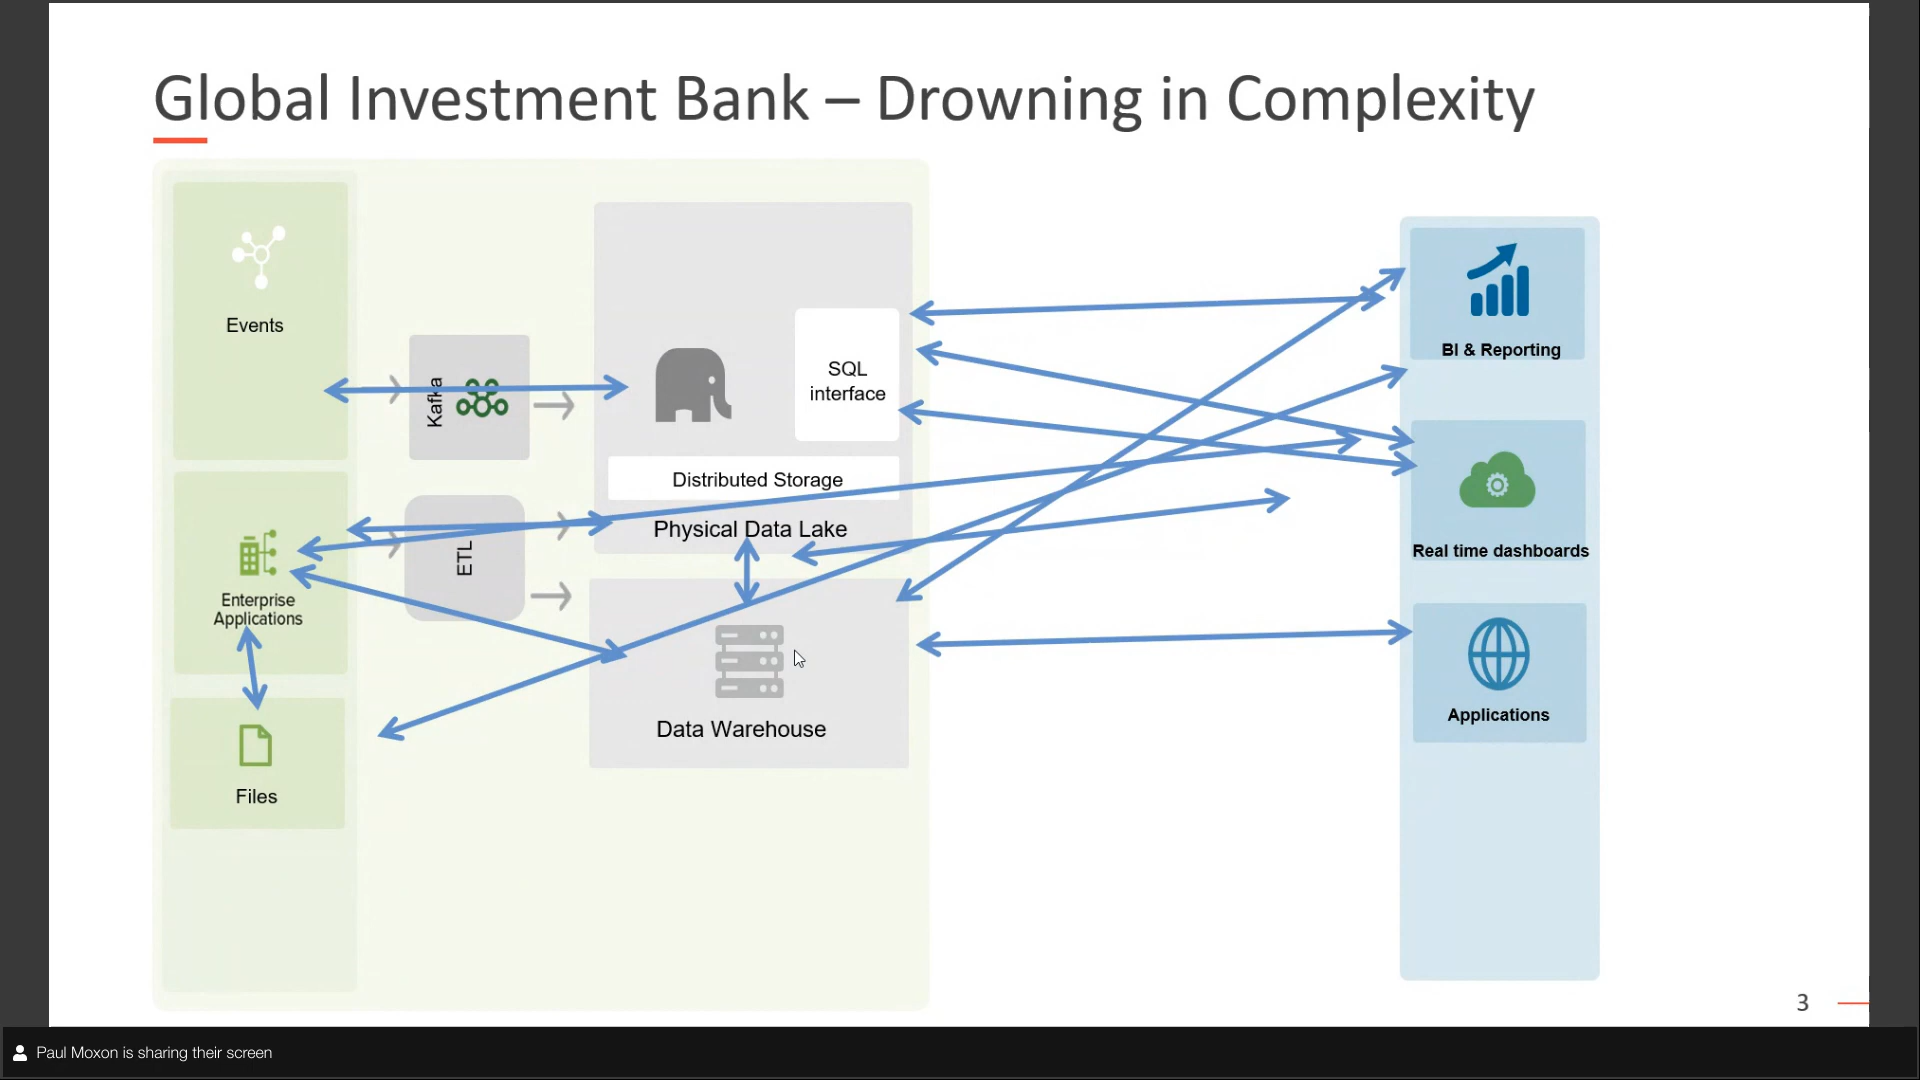 Global Investment Bank – Drowning in Complexity
Events
Kafka
SQL
interface
Distributed Storage
Physical Data Lake
ETL
Enterprise
Applications
Files
Data Warehouse
BI & Reporting
Real time dashboards
Applications
3
Paul Moxon is sharing their screen